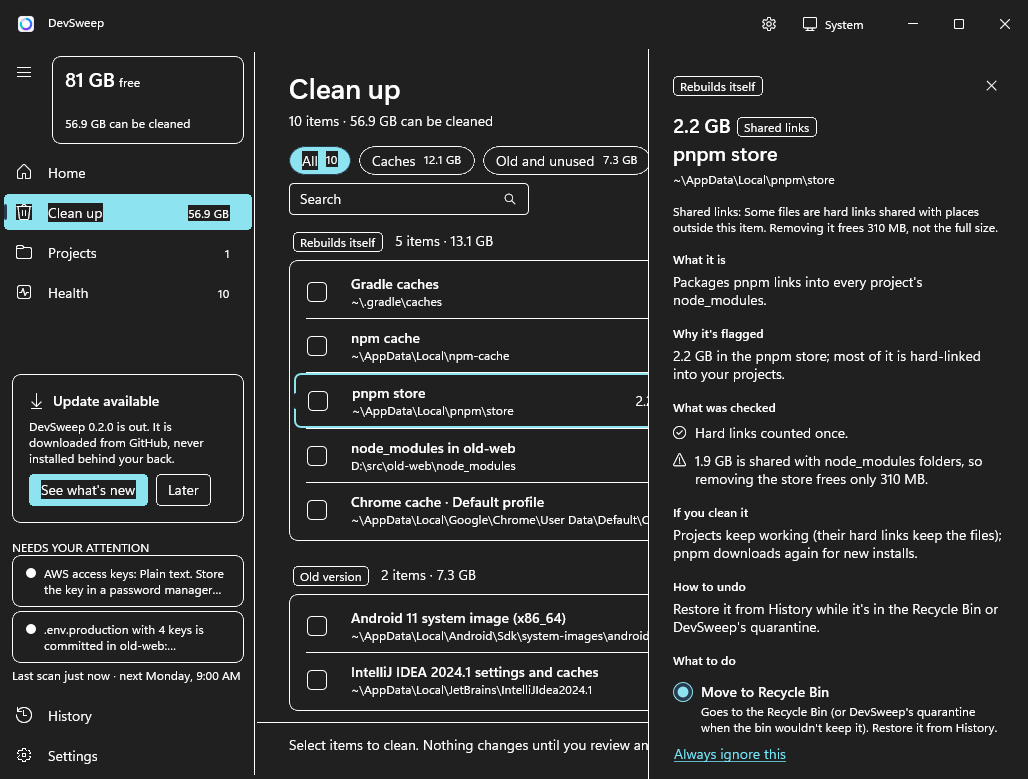 DevSweep
System
81 GB free
56.9 GB can be cleaned
Home
Clean up 56.9 GB
Projects 1
Health 10
Update available
DevSweep 0.2.0 is out. It is
downloaded from GitHub, never
installed behind your back.
See what's new
Later
NEEDS YOUR ATTENTION
AWS access keys: Plain text. Store
the key in a password manager...
.env.production with 4 keys is
committed in old-web:...
Last scan just now · next Monday, 9:00 AM
History
Settings
Clean up
10 items · 56.9 GB can be cleaned
All 10
Caches 12.1 GB
Old and unused 7.3 GB
Search
Rebuilds itself 5 items · 13.1 GB
Gradle caches
~\.gradle\caches
npm cache
~\AppData\Local\npm-cache
pnpm store
~\AppData\Local\pnpm\store
2.2
node_modules in old-web
D:\src\old-web\node_modules
Chrome cache · Default profile
~\AppData\Local\Google\Chrome\User Data\Default\C
Old version 2 items · 7.3 GB
Android 11 system image (x86_64)
~\AppData\Local\Android\Sdk\system-images\android
IntelliJ IDEA 2024.1 settings and caches
~\AppData\Local\JetBrains\IntelliJIdea2024.1
Select items to clean. Nothing changes until you review an
Rebuilds itself
2.2 GB Shared links
pnpm store
~\AppData\Local\pnpm\store
Shared links: Some files are hard links shared with places
outside this item. Removing it frees 310 MB, not the full size.
What it is
Packages pnpm links into every project's
node_modules.
Why it's flagged
2.2 GB in the pnpm store; most of it is hard-linked
into your projects.
What was checked
Hard links counted once.
1.9 GB is shared with node_modules folders, so
removing the store frees only 310 MB.
If you clean it
Projects keep working (their hard links keep the files);
pnpm downloads again for new installs.
How to undo
Restore it from History while it's in the Recycle Bin or
DevSweep's quarantine.
What to do
Move to Recycle Bin
Goes to the Recycle Bin (or DevSweep's quarantine
when the bin wouldn't keep it). Restore it from History.
Always ignore this